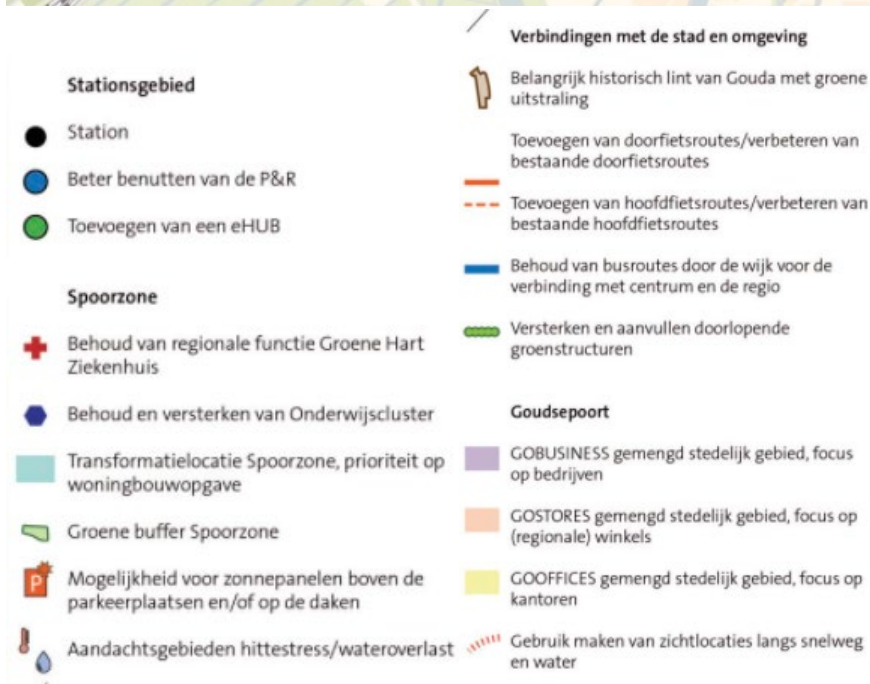 Stationsgebied
Station
Beter benutten van de P&R
Toevoegen van een eHUB
Spoorzone
Behoud van regionale functie Groene Hart
Ziekenhuis
Behoud en versterken van Onderwijscluster
Transformatielocatie Spoorzone, prioriteit op
woningbouwopgave
Groene buffer Spoorzone
P
Mogelijkheid voor zonnepanelen boven de
parkeerplaatsen en/of op de daken
Aandachtsgebieden hittestress/wateroverlast
Verbindingen met de stad en omgeving
Belangrijk historisch lint van Gouda met groene
uitstraling
Toevoegen van doorfietsroutes/verbeteren van
bestaande doorfietsroutes
Toevoegen van hoofdfietsroutes/verbeteren van
bestaande hoofdfietsroutes
Behoud van busroutes door de wijk voor de
verbinding met centrum en de regio
Versterken en aanvullen doorlopende
groenstructuren
Goudsepoort
GOBUSINESS gemengd stedelijk gebied, focus
op bedrijven
GOSTORES gemengd stedelijk gebied, focus op
(regionale) winkels
GOOFFICES gemengd stedelijk gebied, focus op
kantoren
Gebruik maken van zichtlocaties langs snelweg
en water